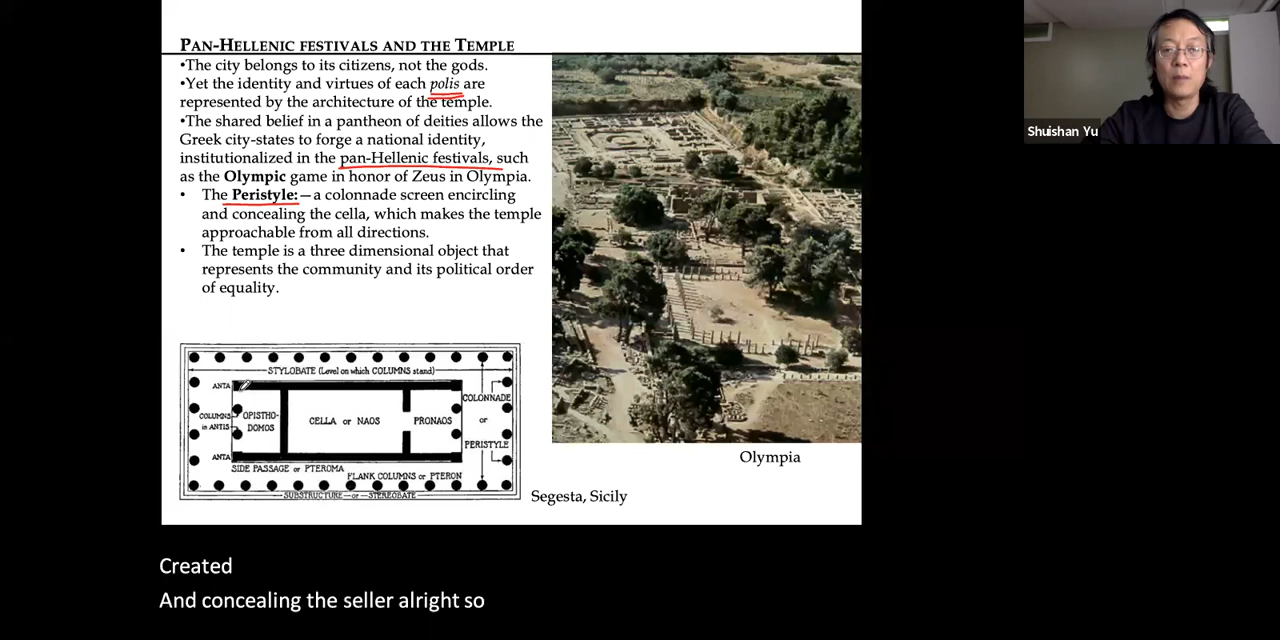 PAN-HELLENIC FESTIVALS AND THE TEMPLE
•The city belongs to its citizens, not the gods.
•Yet the identity and virtues of each polis are
represented by the architecture of the temple.
•The shared belief in a pantheon of deities allows the
Greek city-states to forge a national identity,
institutionalized in the pan-Hellenic festivals, such
as the Olympic game in honor of Zeus in Olympia.
• The Peristyle:—a colonnade screen encircling
and concealing the cella, which makes the temple
approachable from all directions.
• The temple is a three dimensional object that
represents the community and its political order
of equality.
STYLOBATE (Level on which COLUMNS stand)
ANTA
COLUMNS
in ANTIS
OPISTHO-
DOMOS
CELLA or NAOS
PRONAOS
COLONNADE
or
PERISTYLE
ANTA
SIDE PASSAGE or PTEROMA
FLANK COLUMNS or PTERON
SUBSTRUCTURE—or—STEREOBATE
Segesta, Sicily
Olympia
Shuishan Yu
Created
And concealing the seller alright so